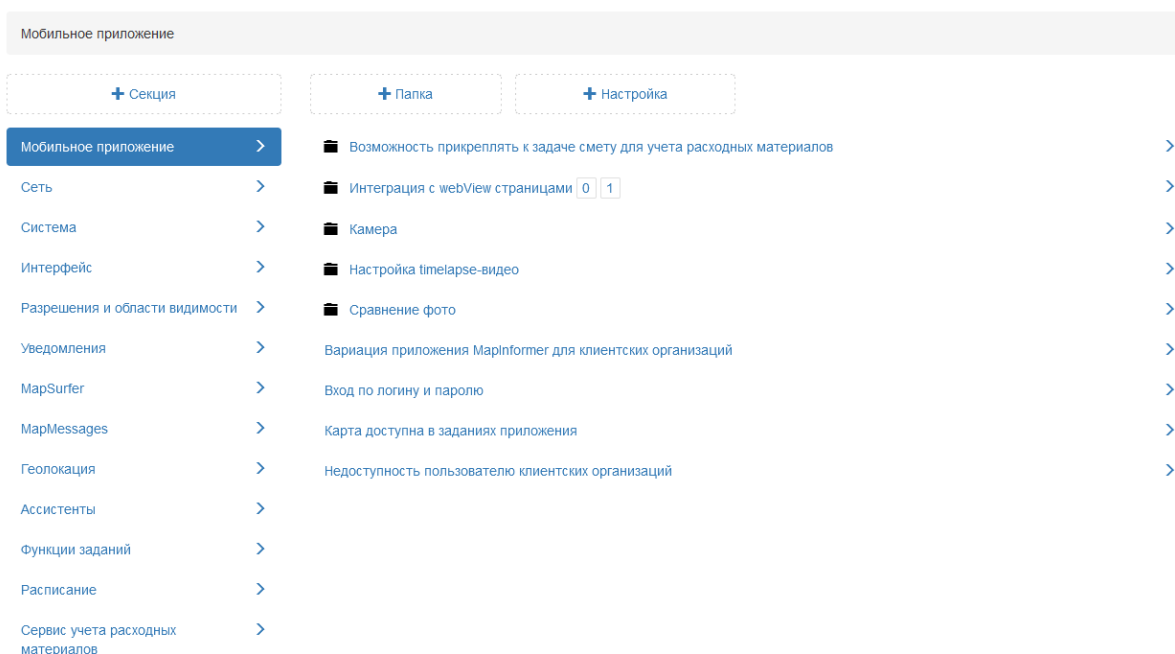 Мобильное приложение
Секция
Папка
Настройка
Мобильное приложение
Сеть
Система
Интерфейс
Разрешения и области видимости
Уведомления
MapSurfer
MapMessages
Геолокация
Ассистенты
Функции заданий
Расписание
Сервис учета расходных
материалов
Возможность прикреплять к задаче смету для учета расходных материалов
Интеграция с webView страницами 0 1
Камера
Настройка timelapse-видео
Сравнение фото
Вариация приложения MapInformer для клиентских организаций
Вход по логину и паролю
Карта доступна в заданиях приложения
Недоступность пользователю клиентских организаций